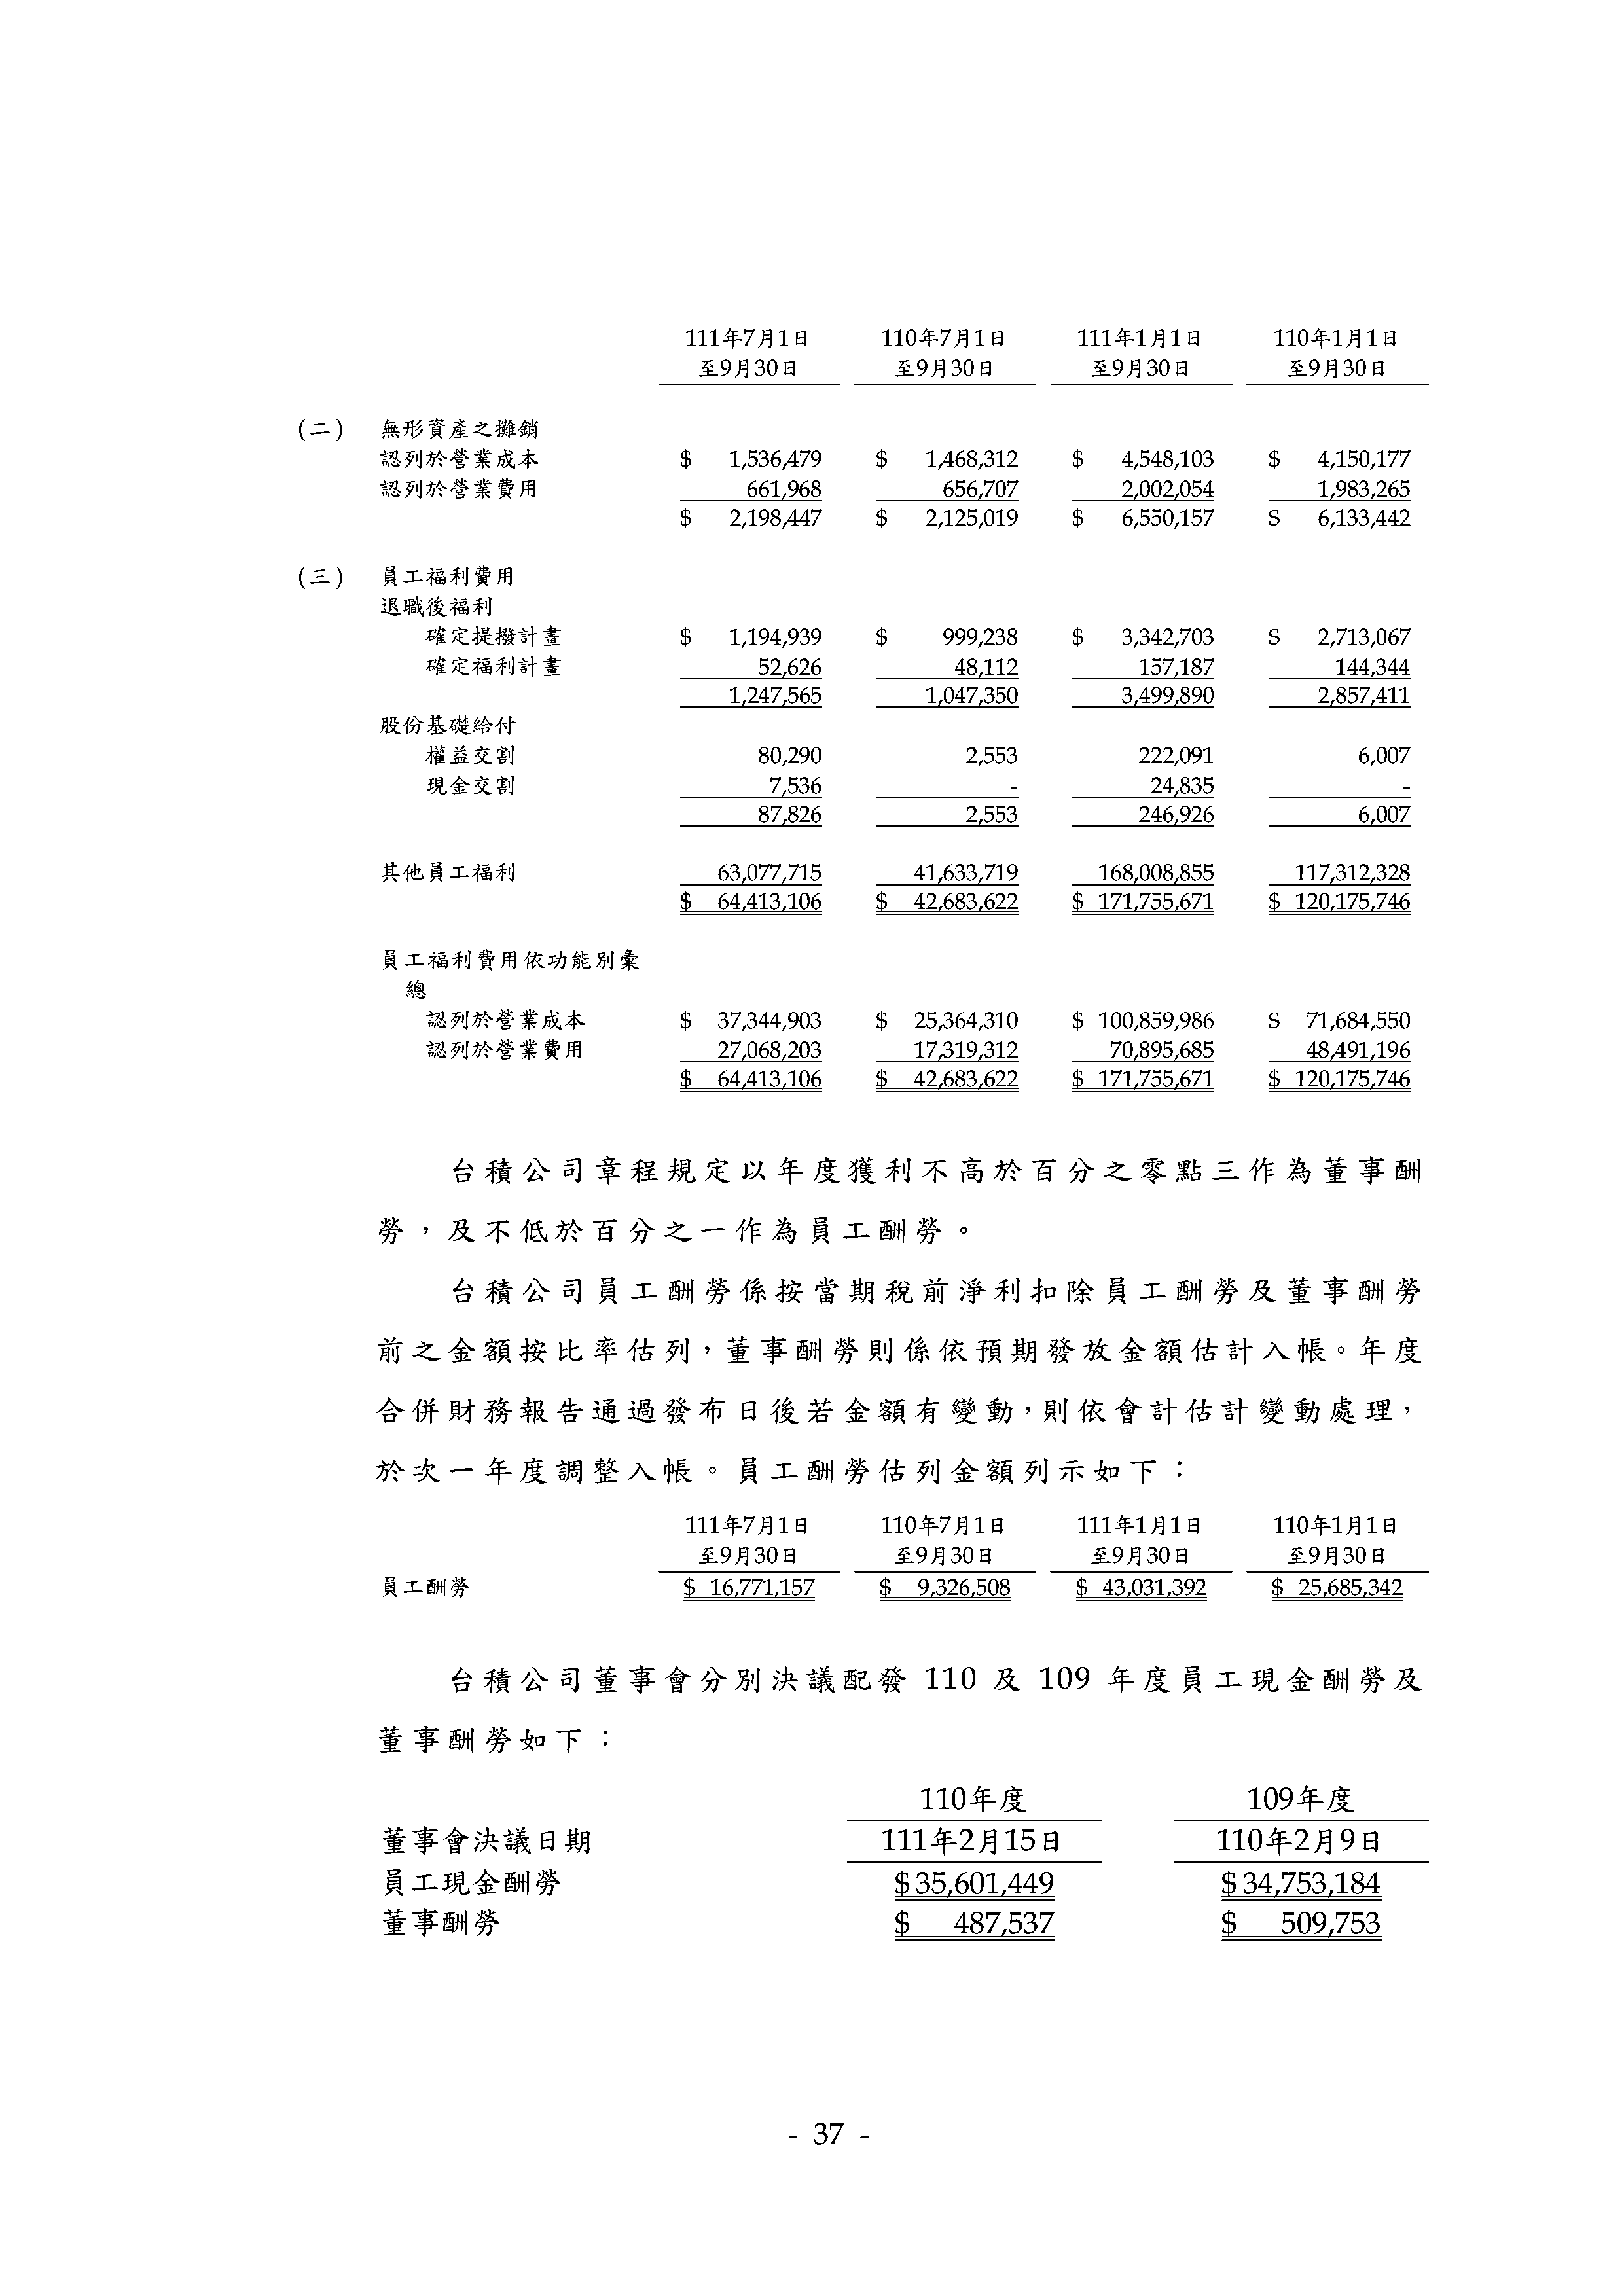 111年7月1日 110年7月1日 111年1月1日 110年1月1日
至9月30日 至9月30日 至9月30日 至9月30日
(二) 無形資產之攤銷
認列於營業成本 $ 1,536,479 $ 1,468,312 $ 4,548,103 $ 4,150,177
認列於營業費用 661,968 656,707 2,002,054 1,983,265
$ 2,198,447 $ 2,125,019 $ 6,550,157 $ 6,133,442
(三) 員工福利費用
退職後福利
確定提撥計畫 $ 1,194,939 $ 999,238 $ 3,342,703 $ 2,713,067
確定福利計畫 52,626 48,112 157,187 144,344
1,247,565 1,047,350 3,499,890 2,857,411
股份基礎給付
權益交割 80,290 2,553 222,091 6,007
現金交割 7,536 - 24,835 -
87,826 2,553 246,926 6,007
其他員工福利 63,077,715 41,633,719 168,008,855 117,312,328
$ 64,413,106 $ 42,683,622 $ 171,755,671 $ 120,175,746
員工福利費用依功能別彙
總
認列於營業成本 $ 37,344,903 $ 25,364,310 $ 100,859,986 $ 71,684,550
認列於營業費用 27,068,203 17,319,312 70,895,685 48,491,196
$ 64,413,106 $ 42,683,622 $ 171,755,671 $ 120,175,746
台積公司章程規定以年度獲利不高於百分之零點三作為董事酬
勞，及不低於百分之一作為員工酬勞。
台積公司員工酬勞係按當期稅前淨利扣除員工酬勞及董事酬勞
前之金額按比率估列，董事酬勞則係依預期發放金額估計入帳。年度
合併財務報告通過發布日後若金額有變動，則依會計估計變動處理，
於次一年度調整入帳。員工酬勞估列金額列示如下：
111年7月1日 110年7月1日 111年1月1日 110年1月1日
至9月30日 至9月30日 至9月30日 至9月30日
員工酬勞 $ 16,771,157 $ 9,326,508 $ 43,031,392 $ 25,685,342
台積公司董事會分別決議配發 110 及 109 年度員工現金酬勞及
董事酬勞如下：
110年度 109年度
董事會決議日期 111年2月15日 110年2月9日
員工現金酬勞 $ 35,601,449 $ 34,753,184
董事酬勞 $ 487,537 $ 509,753
- 37 -